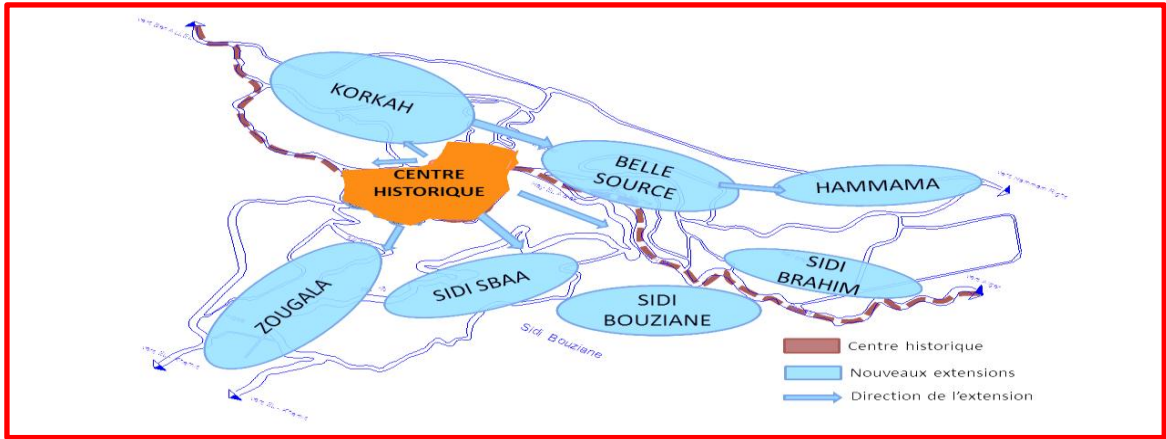 KORKAH
CENTRE
HISTORIQUE
BELLE
SOURCE
HAMMAMA
ZOUGALA
SIDI SBAA
SIDI
BOUZIANE
SIDI
BRAHIM
Sidi Bouziane
Centre historique
Nouveaux extensions
Direction de l'extension